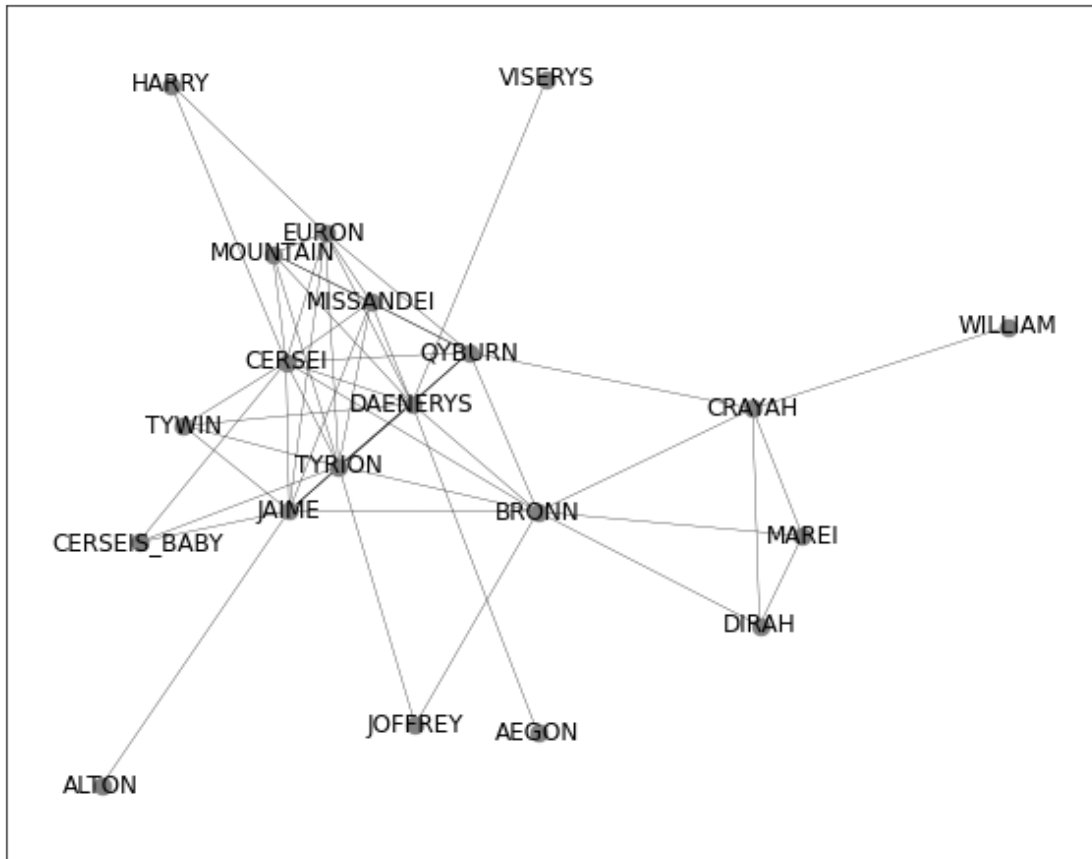 HARRY
VISERYS
EURON
MOUNTAIN
MISSANDEI
WILLIAM
QYBURN
CERSEI
DAENERYS
CRAYAH
TYWIN
TYRION
JAIME
BRONN
MAREI
CERSEIS_BABY
DIRAH
JOFFREY
AEGON
ALTON